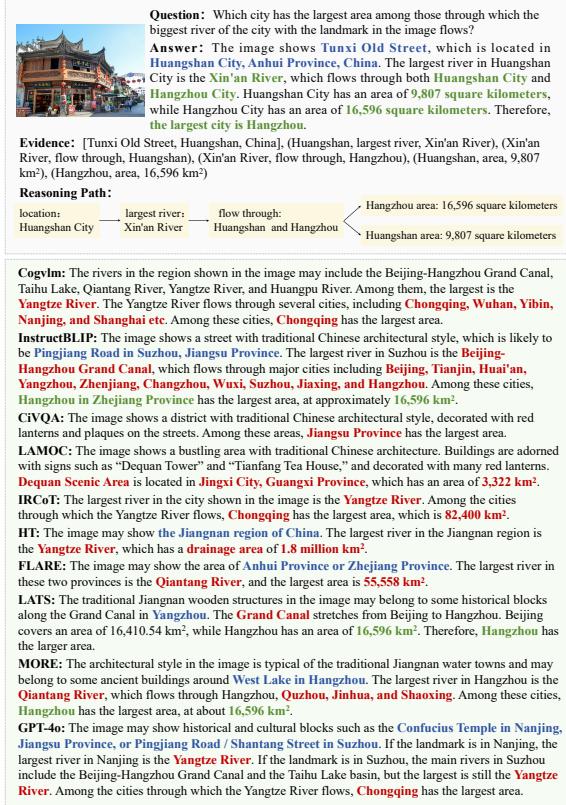 Question: Which city has the largest area among those through which the
biggest river of the city with the landmark in the image flows?
Answer: The image shows Tunxi Old Street, which is located in
Huangshan City, Anhui Province, China. The largest river in Huangshan
City is the Xin'an River, which flows through both Huangshan City and
Hangzhou City. Huangshan City has an area of 9,807 square kilometers,
while Hangzhou City has an area of 16,596 square kilometers. Therefore,
the largest city is Hangzhou.
Evidence: [Tunxi Old Street, Huangshan, China], (Huangshan, largest river, Xin'an River), (Xin'an
River, flow through, Huangshan), (Xin'an River, flow through, Hangzhou), (Huangshan, area, 9,807
km²), (Hangzhou, area, 16,596 km²)
Reasoning Path:
location:
Huangshan City
largest river:
Xin'an River
flow through:
Huangshan and Hangzhou
Hangzhou area: 16,596 square kilometers
Huangshan area: 9,807 square kilometers
Cogvlm: The rivers in the region shown in the image may include the Beijing-Hangzhou Grand Canal,
Taihu Lake, Qiantang River, Yangtze River, and Huangpu River. Among them, the largest is the
Yangtze River. The Yangtze River flows through several cities, including Chongqing, Wuhan, Yibin,
Nanjing, and Shanghai etc. Among these cities, Chongqing has the largest area.
InstructBLIP: The image shows a street with traditional Chinese architectural style, which is likely to
be Pingjiang Road in Suzhou, Jiangsu Province. The largest river in Suzhou is the Beijing-
Hangzhou Grand Canal, which flows through major cities including Beijing, Tianjin, Huai'an,
Yangzhou, Zhenjiang, Changzhou, Wuxi, Suzhou, Jiaxing, and Hangzhou. Among these cities,
Hangzhou in Zhejiang Province has the largest area, at approximately 16,596 km².
CiVQA: The image shows a district with traditional Chinese architectural style, decorated with red
lanterns and plaques on the streets. Among these areas, Jiangsu Province has the largest area.
LAMOC: The image shows a bustling area with traditional Chinese architecture. Buildings are adorned
with signs such as “Dequan Tower” and “Tianfang Tea House,” and decorated with many red lanterns.
Dequan Scenic Area is located in Jingxi City, Guangxi Province, which has an area of 3,322 km².
IRCoT: The largest river in the city shown in the image is the Yangtze River. Among the cities
through which the Yangtze River flows, Chongqing has the largest area, which is 82,400 km².
HT: The image may show the Jiangnan region of China. The largest river in the Jiangnan region is
the Yangtze River, which has a drainage area of 1.8 million km².
FLARE: The image may show the area of Anhui Province or Zhejiang Province. The largest river in
these two provinces is the Qiantang River, and the largest area is 55,558 km².
LATS: The traditional Jiangnan wooden structures in the image may belong to some historical blocks
along the Grand Canal in Yangzhou. The Grand Canal stretches from Beijing to Hangzhou. Beijing
covers an area of 16,410.54 km², while Hangzhou has an area of 16,596 km². Therefore, Hangzhou has
the larger area.
MORE: The architectural style in the image is typical of the traditional Jiangnan water towns and may
belong to some ancient buildings around West Lake in Hangzhou. The largest river in Hangzhou is the
Qiantang River, which flows through Hangzhou, Quzhou, Jinhua, and Shaoxing. Among these cities,
Hangzhou has the largest area, at about 16,596 km².
GPT-4o: The image may show historical and cultural blocks such as the Confucius Temple in Nanjing,
Jiangsu Province, or Pingjiang Road / Shantang Street in Suzhou. If the landmark is in Nanjing, the
largest river in Nanjing is the Yangtze River. If the landmark is in Suzhou, the main rivers in Suzhou
include the Beijing-Hangzhou Grand Canal and the Taihu Lake basin, but the largest is still the Yangtze
River. Among the cities through which the Yangtze River flows, Chongqing has the largest area.